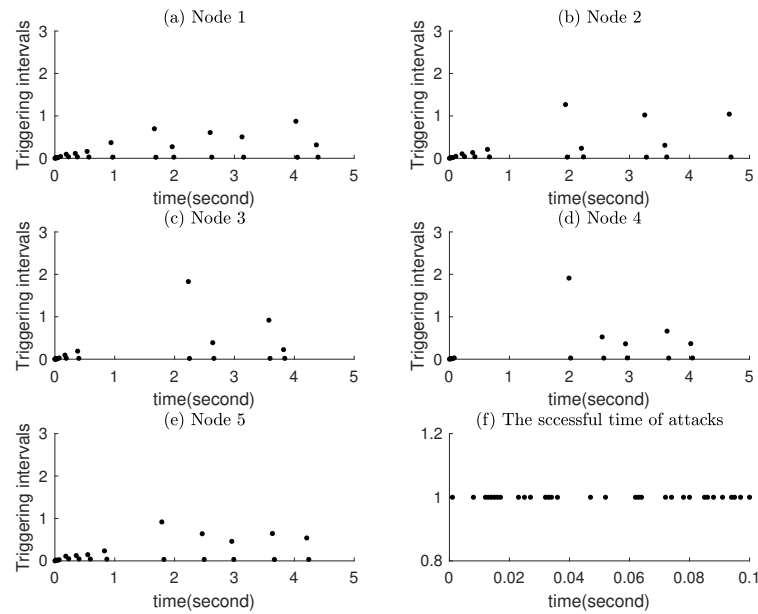 (a) Node 1
Triggering intervals
3
2
1
0
0 1 2 3 4 5
time(second)
(b) Node 2
Triggering intervals
3
2
1
0
0 1 2 3 4 5
time(second)
(c) Node 3
Triggering intervals
3
2
1
0
0 1 2 3 4 5
time(second)
(d) Node 4
Triggering intervals
3
2
1
0
0 1 2 3 4 5
time(second)
(e) Node 5
Triggering intervals
3
2
1
0
0 1 2 3 4 5
time(second)
(f) The sccessful time of attacks
1.2
1
0.8
0 0.02 0.04 0.06 0.08 0.1
time(second)